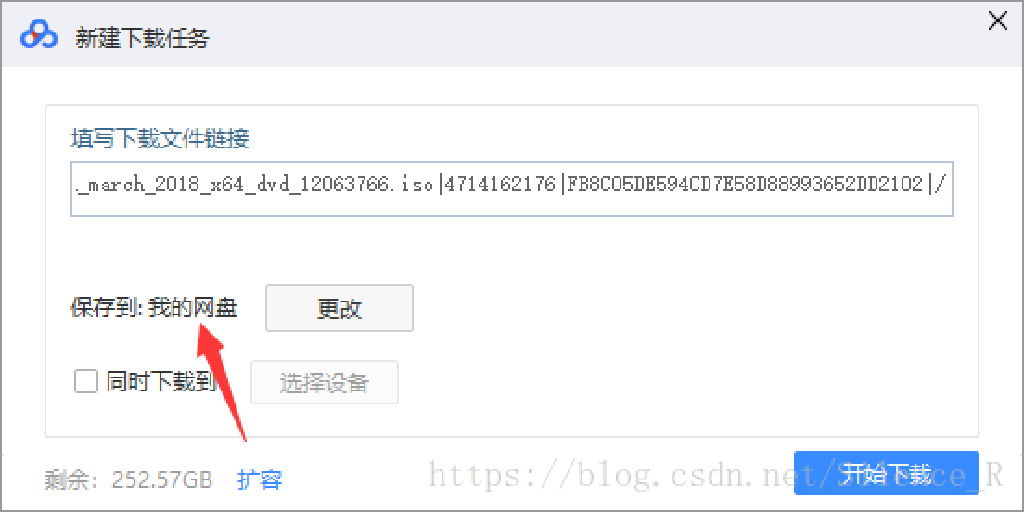 新建下载任务
填写下载文件链接
._march_2018_x64_dvd_12063766.iso|4714162176|FB8C05DE594CD7E58D88993652DD2102|/
保存到: 我的网盘 更改
同时下载到 选择设备
剩余: 252.57GB 扩容 开始下载
https://blog.csdn.net/Silence_R